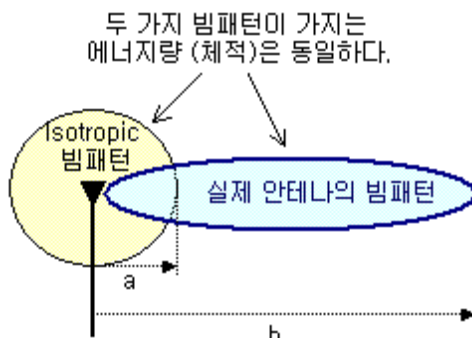 두 가지 빔패턴이 가지는
에너지량 (체적)은 동일하다.
Isotropic
빔패턴
실제 안테나의 빔패턴
a
b